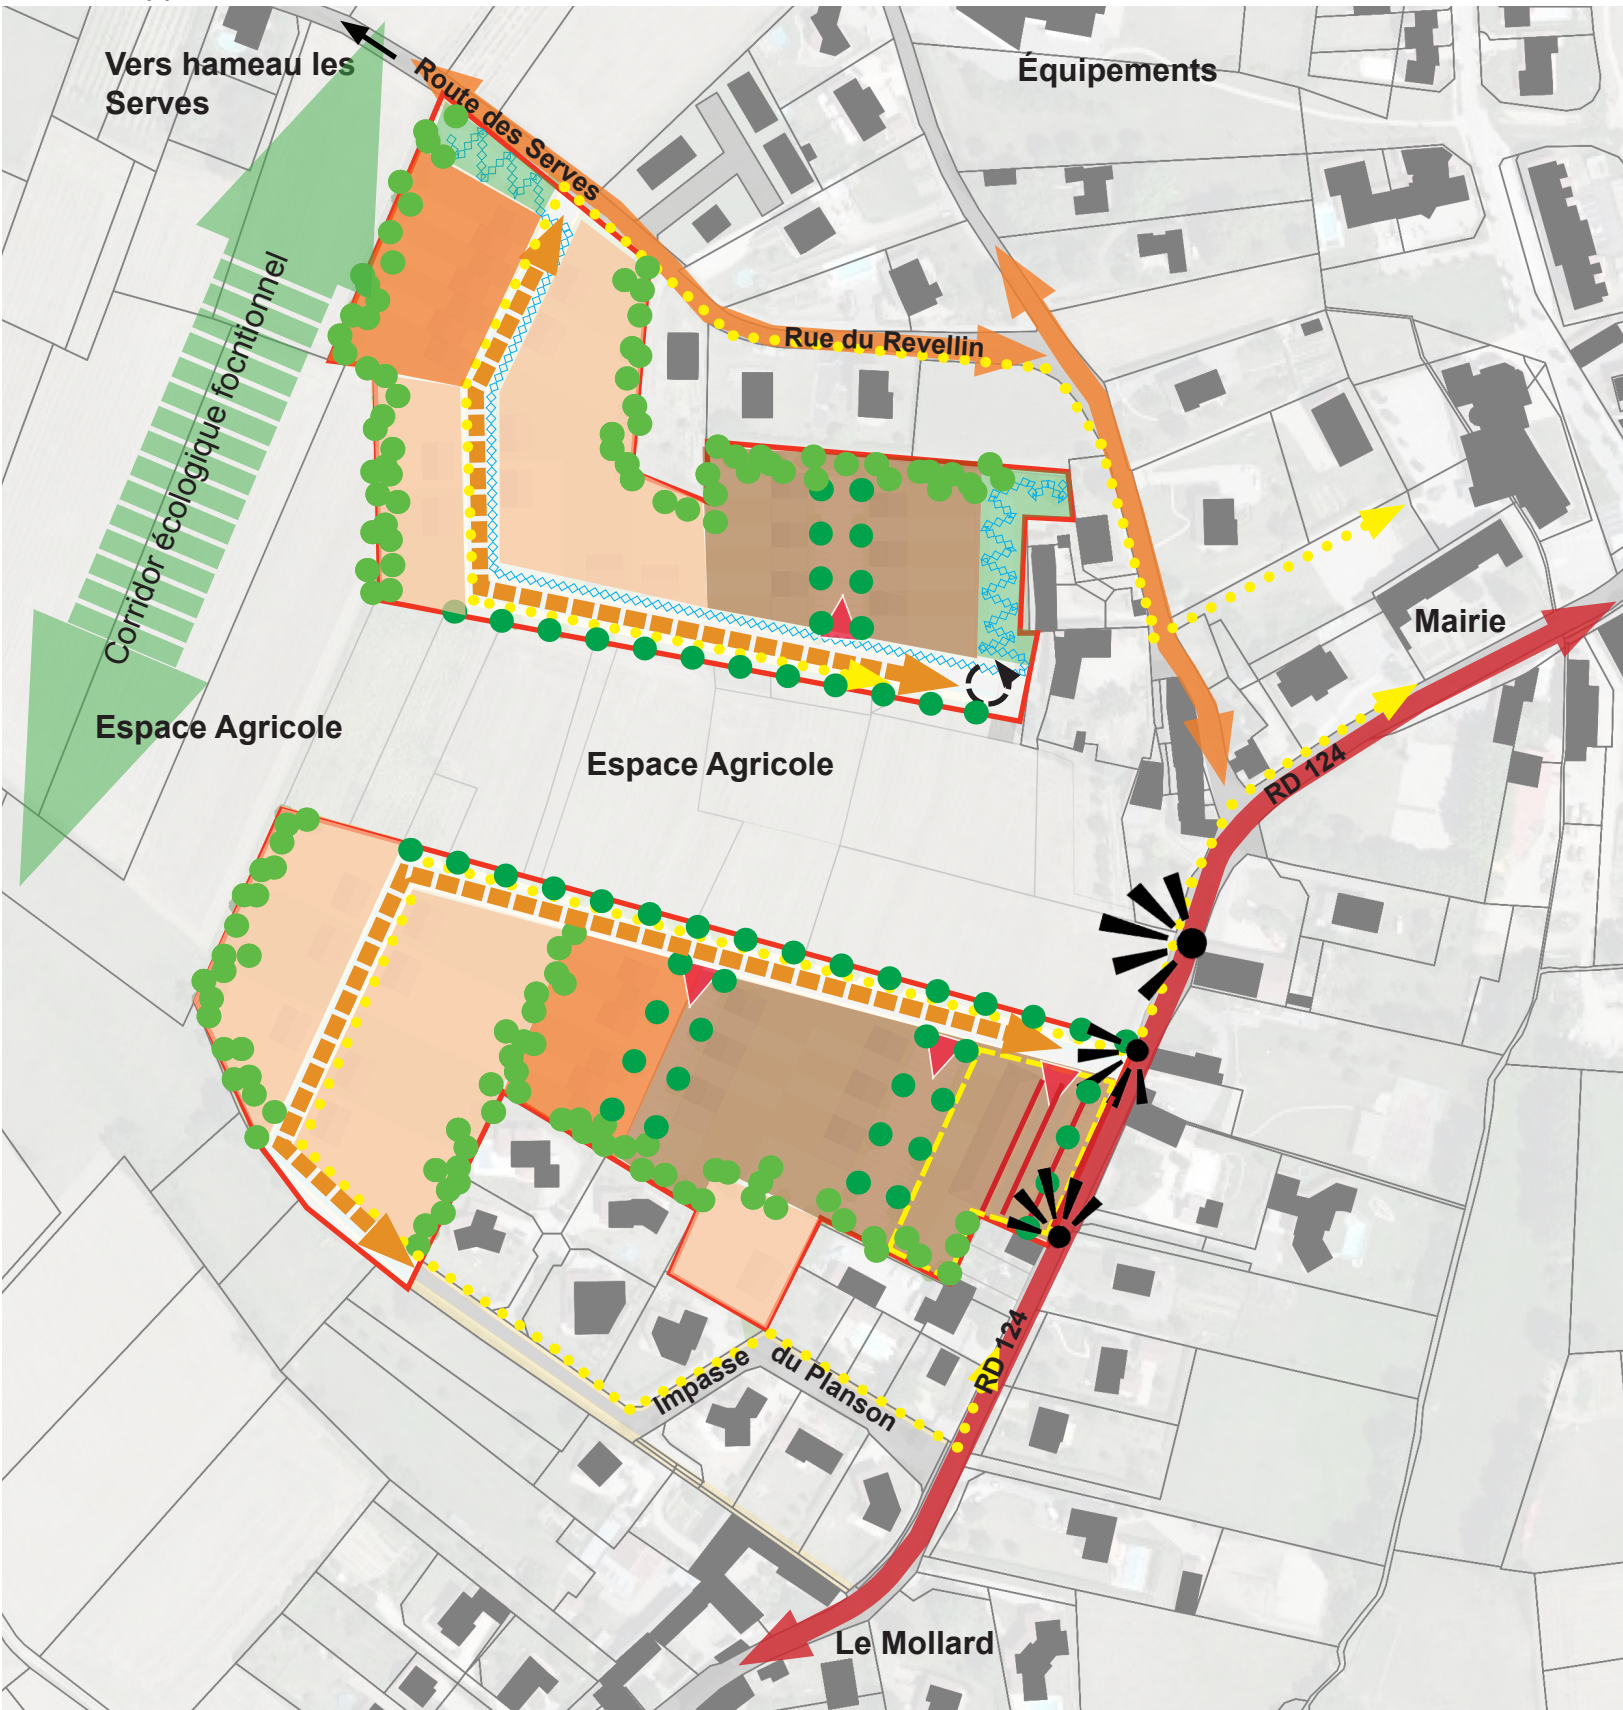 Vers hameau les
Serves
Équipements
Route des Serves
Rue du Revellin
Corridor écologique focntionnel
Mairie
RD 124
Espace Agricole
Espace Agricole
RD 124
Impasse
du Planson
Le Mollard